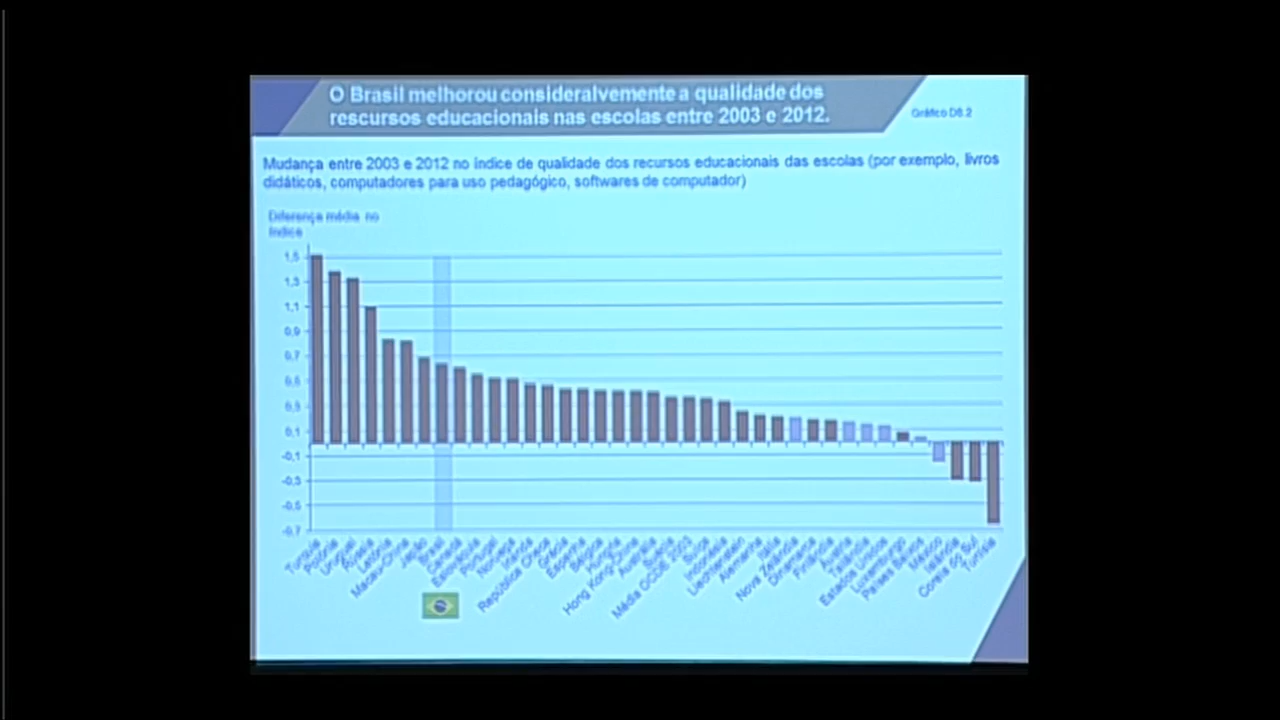 O Brasil melhorou consideralvemente a qualidade dos
rescursos educacionais nas escolas entre 2003 e 2012.
Gráfico D6.2
Mudança entre 2003 e 2012 no índice de qualidade dos recursos educacionais das escolas (por exemplo, livros
didáticos, computadores para uso pedagógico, softwares de computador)
Diferença média no
índice
1,5
1,3
1,1
0,9
0,7
0,5
0,3
0,1
-0,1
-0,3
-0,5
-0,7
Turquia
Polônia
Uruguai
Rússia
Letônia
Macau-China
Japão
Brasil
Canadá
Eslováquia
Portugal
Noruega
Irlanda
República Checa
Grécia
Espanha
Bélgica
Hungria
Hong Kong-China
Austrália
Suécia
Média OCDE 2003
Suíça
Indonésia
Liechtenstein
Alemanha
Itália
Nova Zelândia
Dinamarca
Finlândia
Áustria
Tailândia
Estados Unidos
Luxemburgo
Países Baixos
México
Islândia
Coreia do Sul
Tunísia